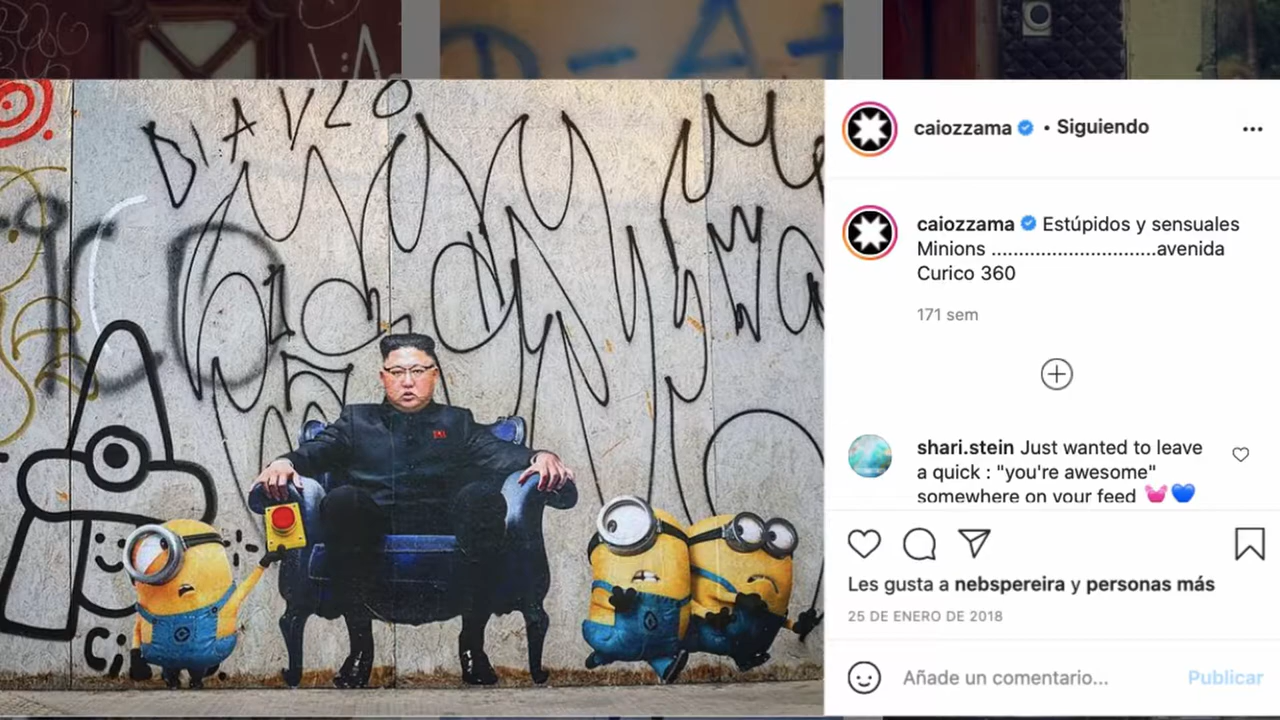 D-A+
DIAVLO
caiozzama • Siguiendo
caiozzama Estúpidos y sensuales
Minions ..............................avenida
Curico 360
171 sem
shari.stein Just wanted to leave
a quick : "you're awesome"
somewhere on your feed 💓 💙
Les gusta a nebspereira y personas más
25 DE ENERO DE 2018
Añade un comentario...
Publicar